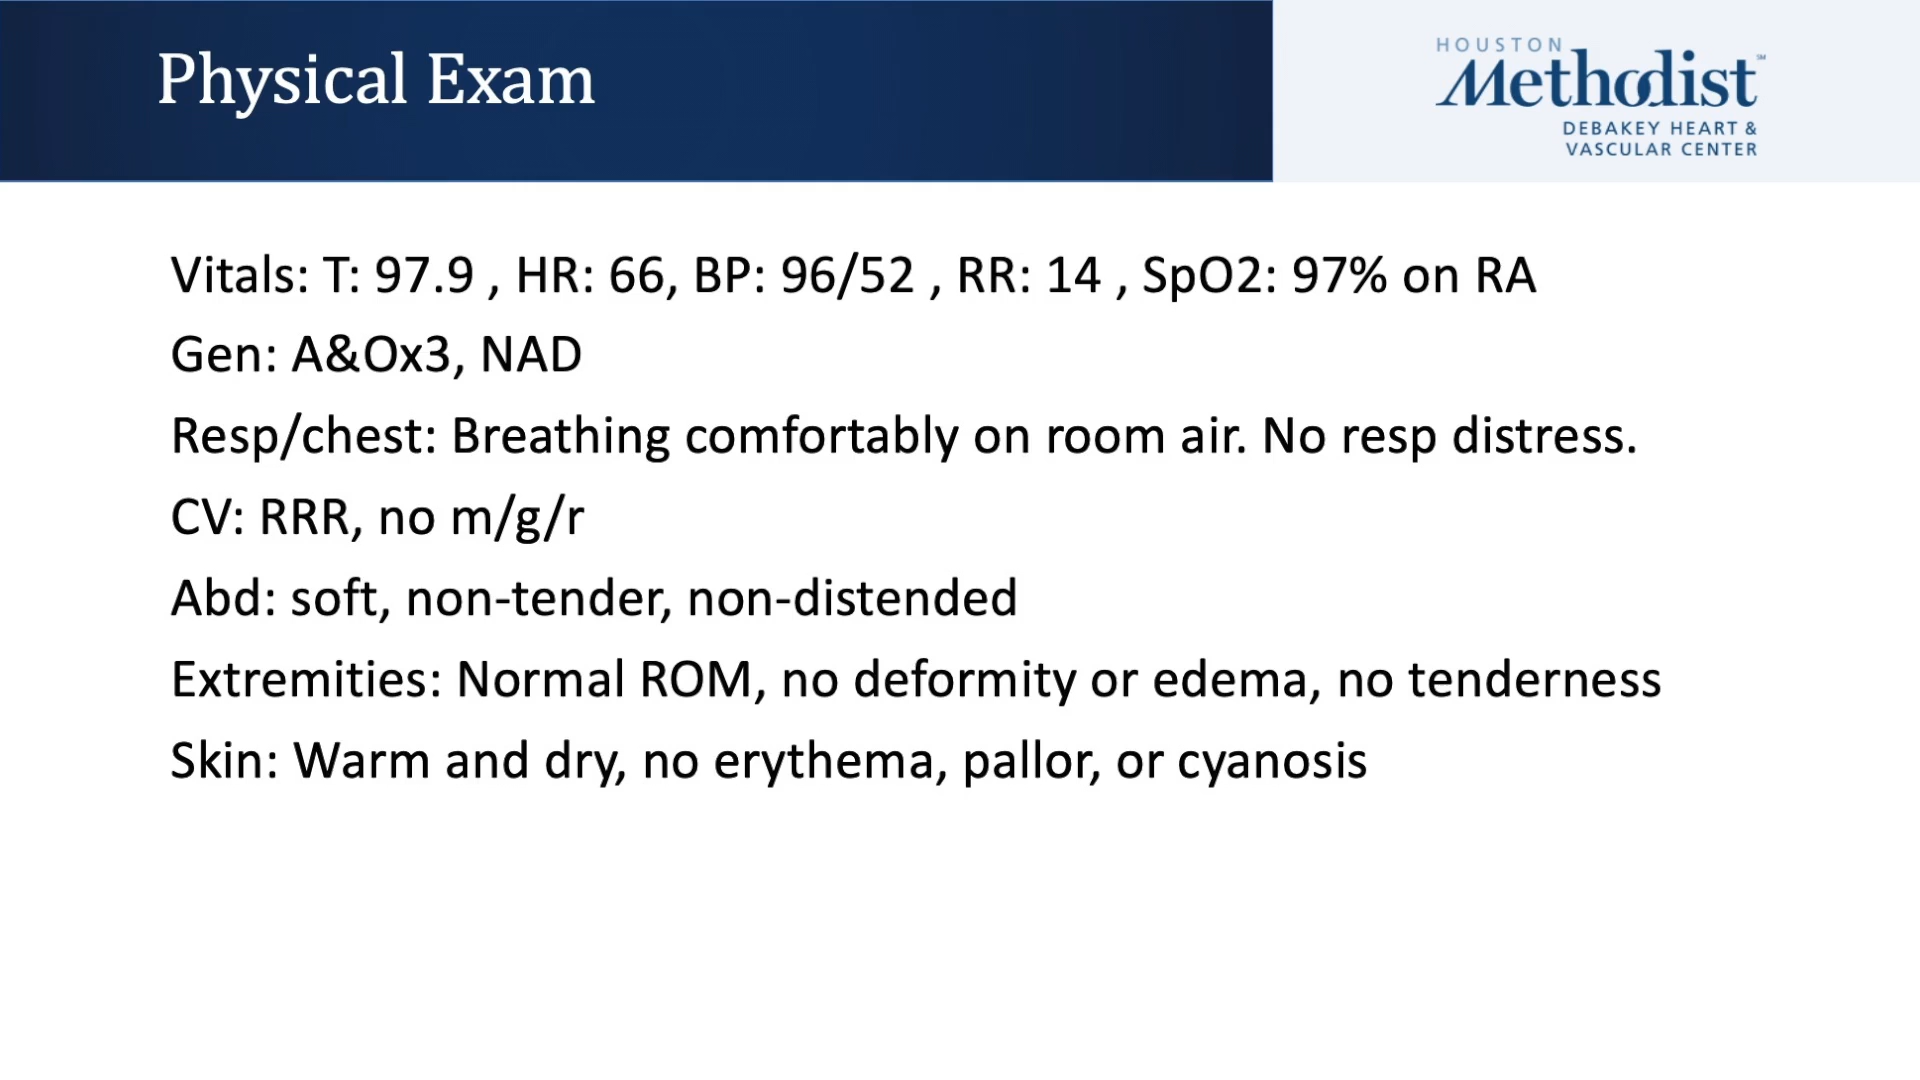 Physical Exam
HOUSTON
Methodist℠
DEBAKEY HEART &
VASCULAR CENTER
Vitals: T: 97.9 , HR: 66, BP: 96/52 , RR: 14 , SpO2: 97% on RA
Gen: A&Ox3, NAD
Resp/chest: Breathing comfortably on room air. No resp distress.
CV: RRR, no m/g/r
Abd: soft, non-tender, non-distended
Extremities: Normal ROM, no deformity or edema, no tenderness
Skin: Warm and dry, no erythema, pallor, or cyanosis